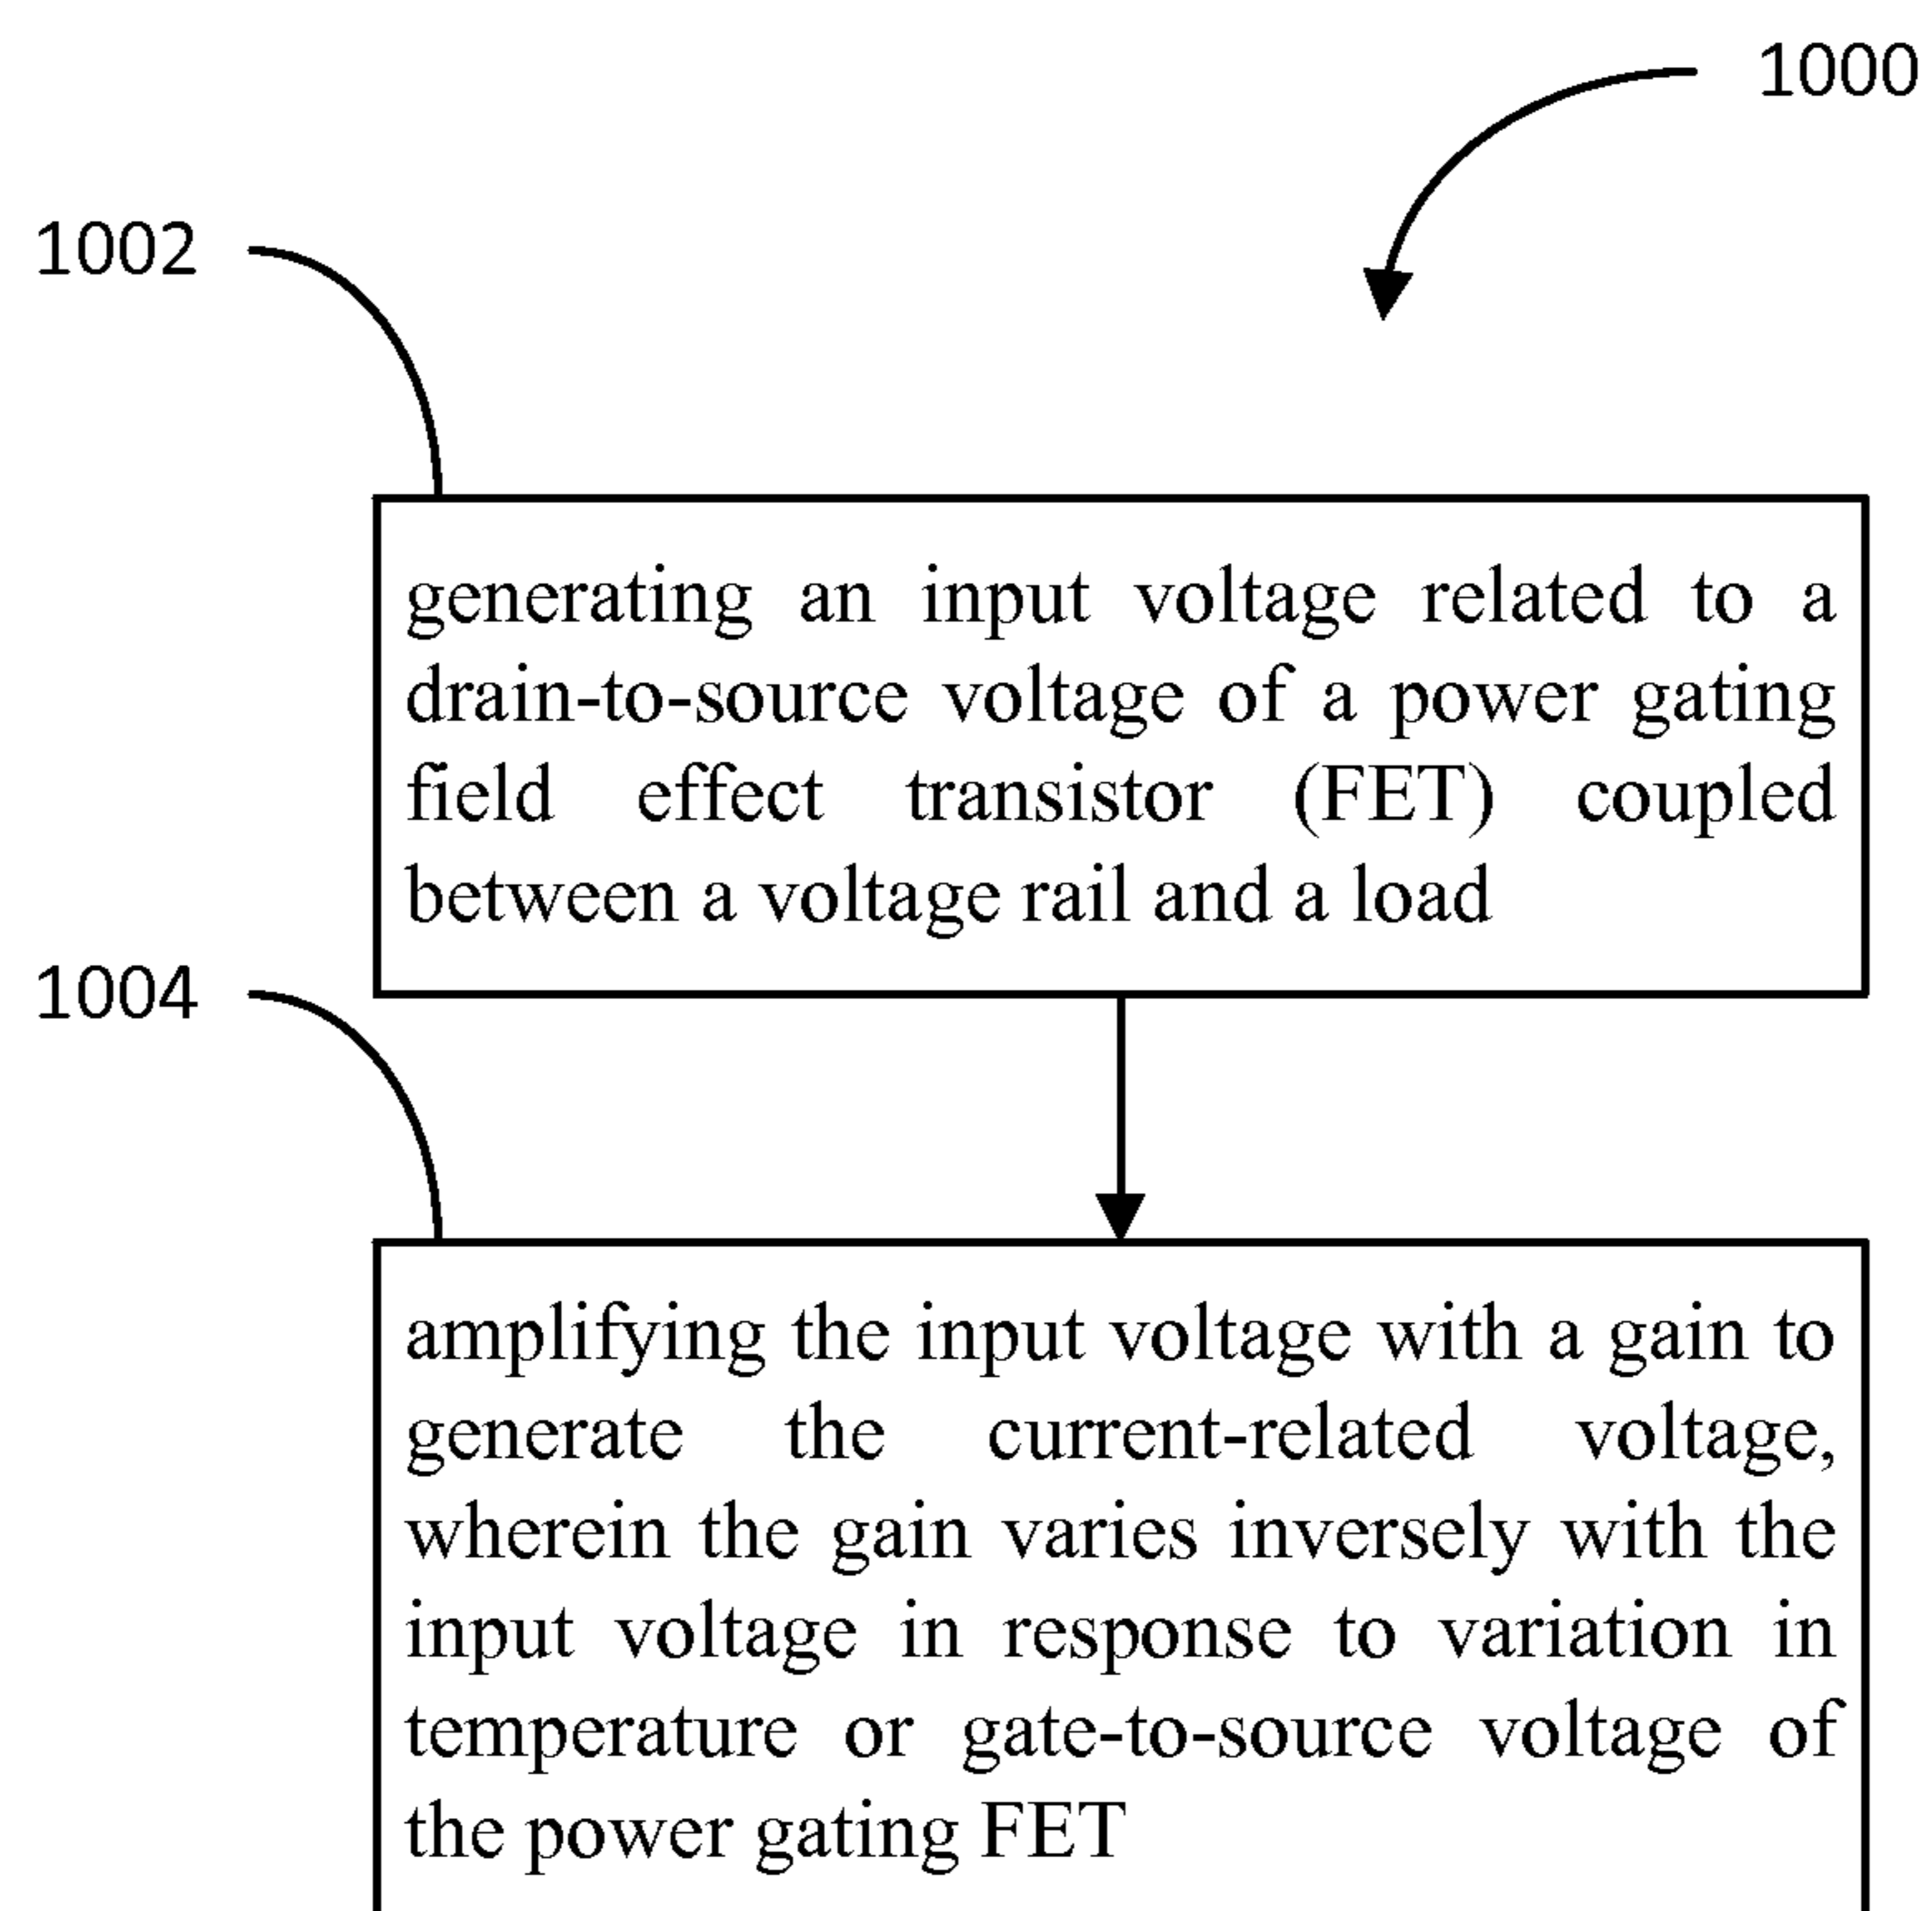 1000
1002
generating an input voltage related to a
drain-to-source voltage of a power gating
field effect transistor (FET) coupled
between a voltage rail and a load
1004
amplifying the input voltage with a gain to
generate the current-related voltage,
wherein the gain varies inversely with the
input voltage in response to variation in
temperature or gate-to-source voltage of
the power gating FET